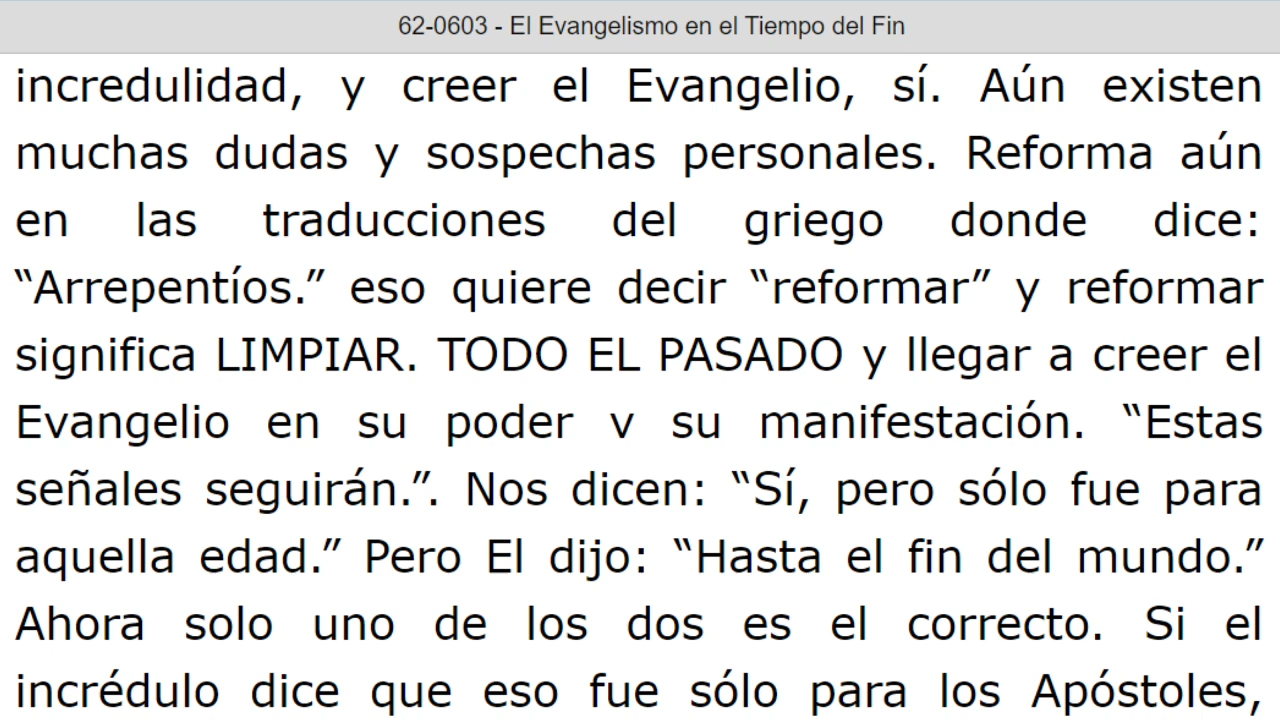 62-0603 - El Evangelismo en el Tiempo del Fin
incredulidad, y creer el Evangelio, sí. Aún existen
muchas dudas y sospechas personales. Reforma aún
en las traducciones del griego donde dice:
“Arrepentíos.” eso quiere decir “reformar” y reformar
significa LIMPIAR. TODO EL PASADO y llegar a creer el
Evangelio en su poder v su manifestación. “Estas
señales seguirán.”. Nos dicen: “Sí, pero sólo fue para
aquella edad.” Pero El dijo: “Hasta el fin del mundo.”
Ahora solo uno de los dos es el correcto. Si el
incrédulo dice que eso fue sólo para los Apóstoles,